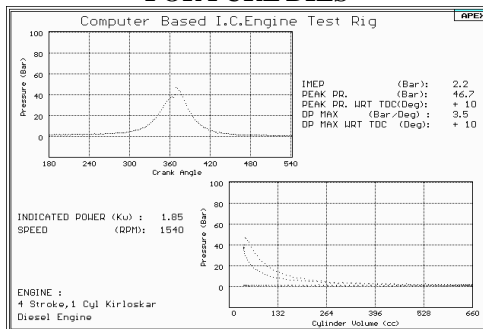 APEX
Computer Based I.C.Engine Test Rig
Pressure (Bar)
100
80
60
40
20
0
180 240 300 360 420 480 540
Crank Angle
IMEP (Bar): 2.2
PEAK PR. (Bar): 46.7
PEAK PR. WRT TDC(Deg): + 10
DP MAX (Bar/Deg) : 3.5
DP MAX WRT TDC (Deg): + 10
INDICATED POWER (Kw) : 1.85
SPEED (RPM): 1540
Pressure (Bar)
100
80
60
40
20
0
0 132 264 396 528 660
Cylinder Volume (cc)
ENGINE :
4 Stroke,1 Cyl Kirloskar
Diesel Engine